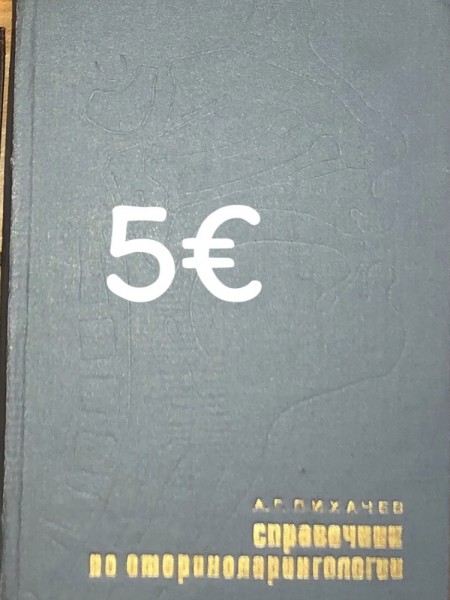 5€
А.Г.ЛИХАЧЕВ
справочник
по оториноларингологии